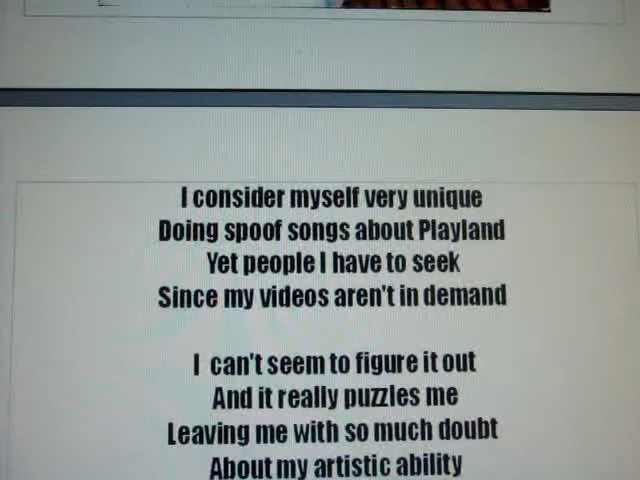 I consider myself very unique
Doing spoof songs about Playland
Yet people I have to seek
Since my videos aren't in demand
I can't seem to figure it out
And it really puzzles me
Leaving me with so much doubt
About my artistic ability